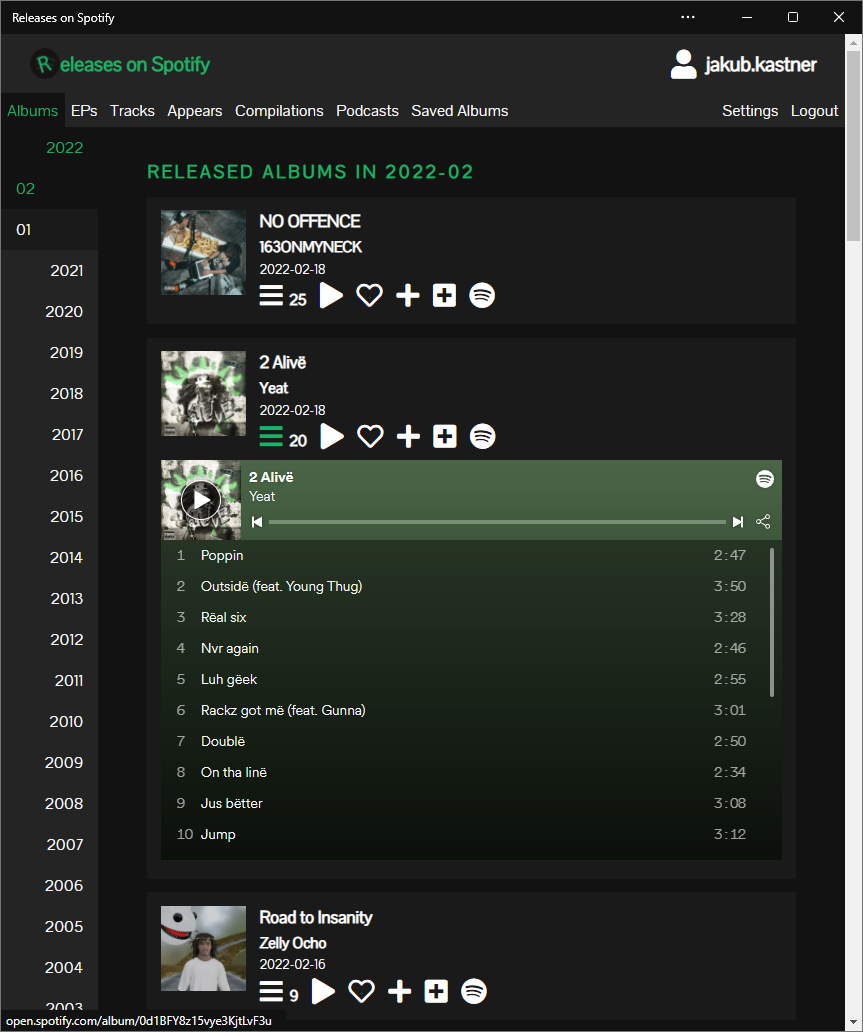 Releases on Spotify
Releases on Spotify
jakub.kastner
Albums EPs Tracks Appears Compilations Podcasts Saved Albums Settings Logout
2022
02
01
2021
2020
2019
2018
2017
2016
2015
2014
2013
2012
2011
2010
2009
2008
2007
2006
2005
2004
2003
RELEASED ALBUMS IN 2022-02
NO OFFENCE
163ONMYNECK
2022-02-18
25
2 Alivë
Yeat
2022-02-18
20
2 Alivë
Yeat
1 Poppin 2:47
2 Outsidë (feat. Young Thug) 3:50
3 Rëal six 3:28
4 Nvr again 2:46
5 Luh gëek 2:55
6 Rackz got më (feat. Gunna) 3:01
7 Doublë 2:50
8 On tha linë 2:34
9 Jus bëtter 3:08
10 Jump 3:12
Road to Insanity
Zelly Ocho
2022-02-16
9
open.spotify.com/album/0d1BFY8z15vye3KjtLvF3u